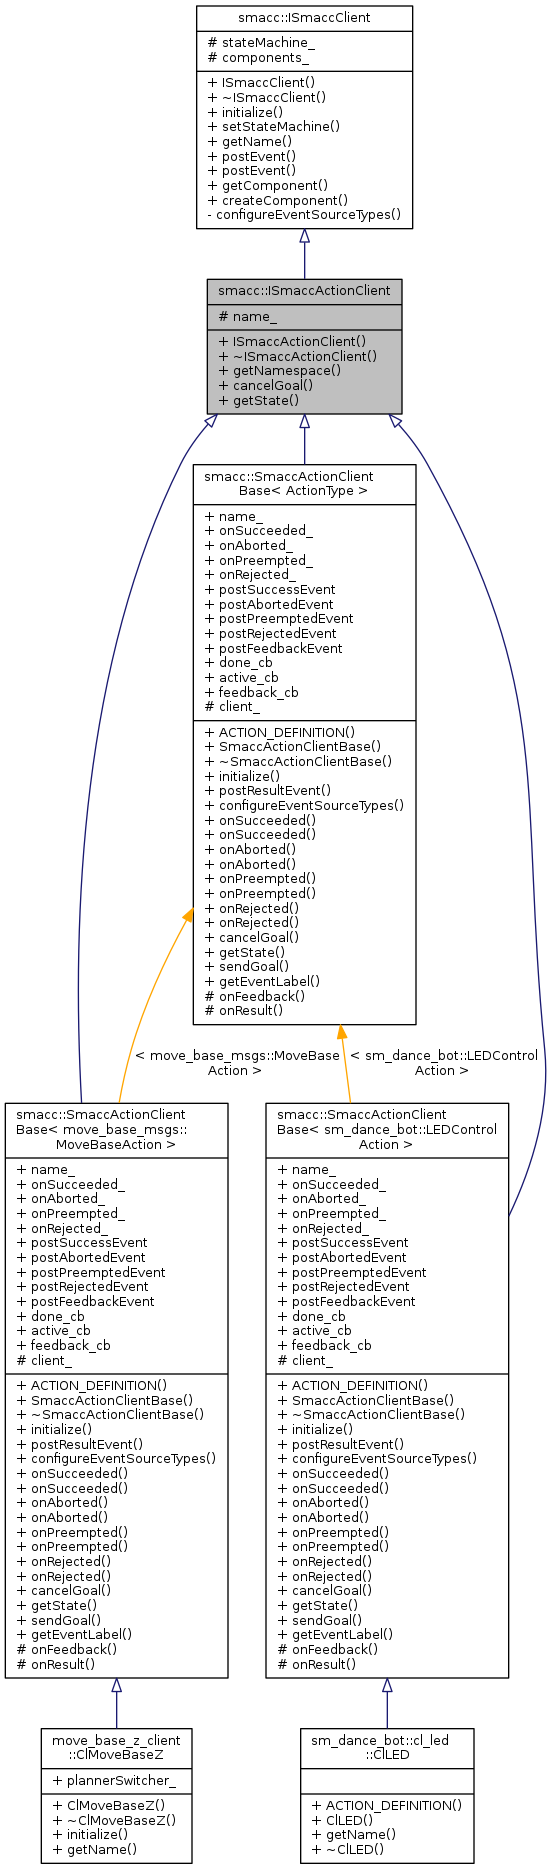 smacc::ISmaccClient
# stateMachine_
# components_
+ ISmaccClient()
+ ~ISmaccClient()
+ initialize()
+ setStateMachine()
+ getName()
+ postEvent()
+ postEvent()
+ getComponent()
+ createComponent()
- configureEventSourceTypes()
smacc::ISmaccActionClient
# name_
+ ISmaccActionClient()
+ ~ISmaccActionClient()
+ getNamespace()
+ cancelGoal()
+ getState()
smacc::SmaccActionClient
Base< ActionType >
+ name_
+ onSucceeded_
+ onAborted_
+ onPreempted_
+ onRejected_
+ postSuccessEvent
+ postAbortedEvent
+ postPreemptedEvent
+ postRejectedEvent
+ postFeedbackEvent
+ done_cb
+ active_cb
+ feedback_cb
# client_
+ ACTION_DEFINITION()
+ SmaccActionClientBase()
+ ~SmaccActionClientBase()
+ initialize()
+ postResultEvent()
+ configureEventSourceTypes()
+ onSucceeded()
+ onSucceeded()
+ onAborted()
+ onAborted()
+ onPreempted()
+ onPreempted()
+ onRejected()
+ onRejected()
+ cancelGoal()
+ getState()
+ sendGoal()
+ getEventLabel()
# onFeedback()
# onResult()
< move_base_msgs::MoveBase
Action >
< sm_dance_bot::LEDControl
Action >
smacc::SmaccActionClient
Base< move_base_msgs::
MoveBaseAction >
+ name_
+ onSucceeded_
+ onAborted_
+ onPreempted_
+ onRejected_
+ postSuccessEvent
+ postAbortedEvent
+ postPreemptedEvent
+ postRejectedEvent
+ postFeedbackEvent
+ done_cb
+ active_cb
+ feedback_cb
# client_
+ ACTION_DEFINITION()
+ SmaccActionClientBase()
+ ~SmaccActionClientBase()
+ initialize()
+ postResultEvent()
+ configureEventSourceTypes()
+ onSucceeded()
+ onSucceeded()
+ onAborted()
+ onAborted()
+ onPreempted()
+ onPreempted()
+ onRejected()
+ onRejected()
+ cancelGoal()
+ getState()
+ sendGoal()
+ getEventLabel()
# onFeedback()
# onResult()
smacc::SmaccActionClient
Base< sm_dance_bot::LEDControl
Action >
+ name_
+ onSucceeded_
+ onAborted_
+ onPreempted_
+ onRejected_
+ postSuccessEvent
+ postAbortedEvent
+ postPreemptedEvent
+ postRejectedEvent
+ postFeedbackEvent
+ done_cb
+ active_cb
+ feedback_cb
# client_
+ ACTION_DEFINITION()
+ SmaccActionClientBase()
+ ~SmaccActionClientBase()
+ initialize()
+ postResultEvent()
+ configureEventSourceTypes()
+ onSucceeded()
+ onSucceeded()
+ onAborted()
+ onAborted()
+ onPreempted()
+ onPreempted()
+ onRejected()
+ onRejected()
+ cancelGoal()
+ getState()
+ sendGoal()
+ getEventLabel()
# onFeedback()
# onResult()
move_base_z_client
::ClMoveBaseZ
+ plannerSwitcher_
+ ClMoveBaseZ()
+ ~ClMoveBaseZ()
+ initialize()
+ getName()
sm_dance_bot::cl_led
::ClLED
+ ACTION_DEFINITION()
+ ClLED()
+ getName()
+ ~ClLED()